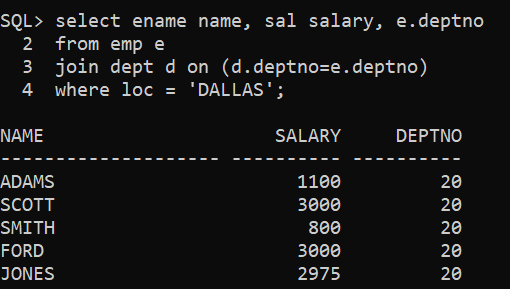 SQL> select ename name, sal salary, e.deptno
  2  from emp e
  3  join dept d on (d.deptno=e.deptno)
  4  where loc = 'DALLAS';

NAME                     SALARY     DEPTNO
-------------------- ---------- ----------
ADAMS                      1100         20
SCOTT                      3000         20
SMITH                       800         20
FORD                       3000         20
JONES                      2975         20